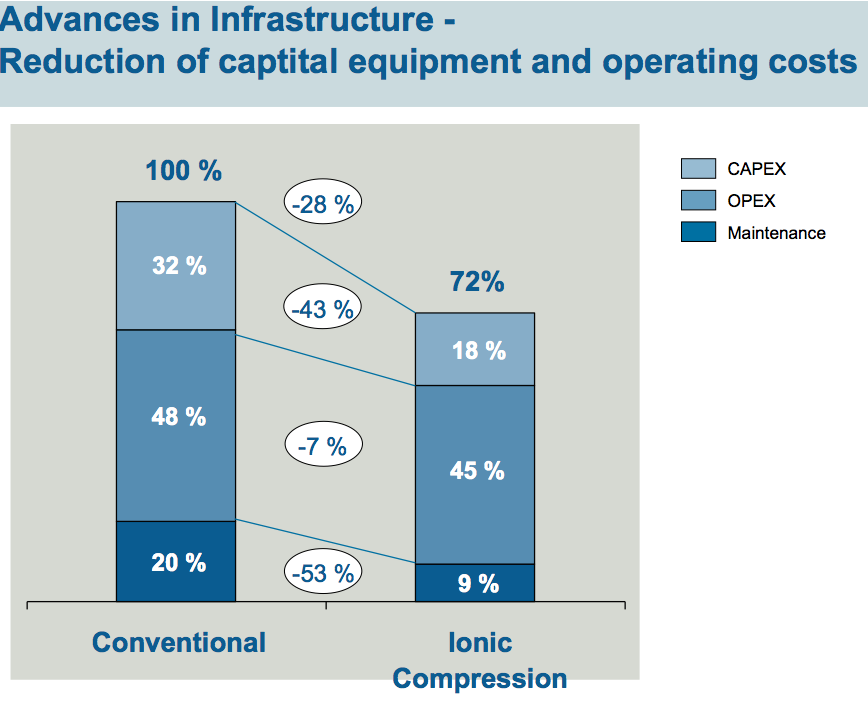 Advances in Infrastructure -
Reduction of captital equipment and operating costs
100 %
-28 %
CAPEX
OPEX
Maintenance
32 %
-43 %
72%
18 %
48 %
-7 %
45 %
20 %
-53 %
9 %
Conventional
Ionic
Compression